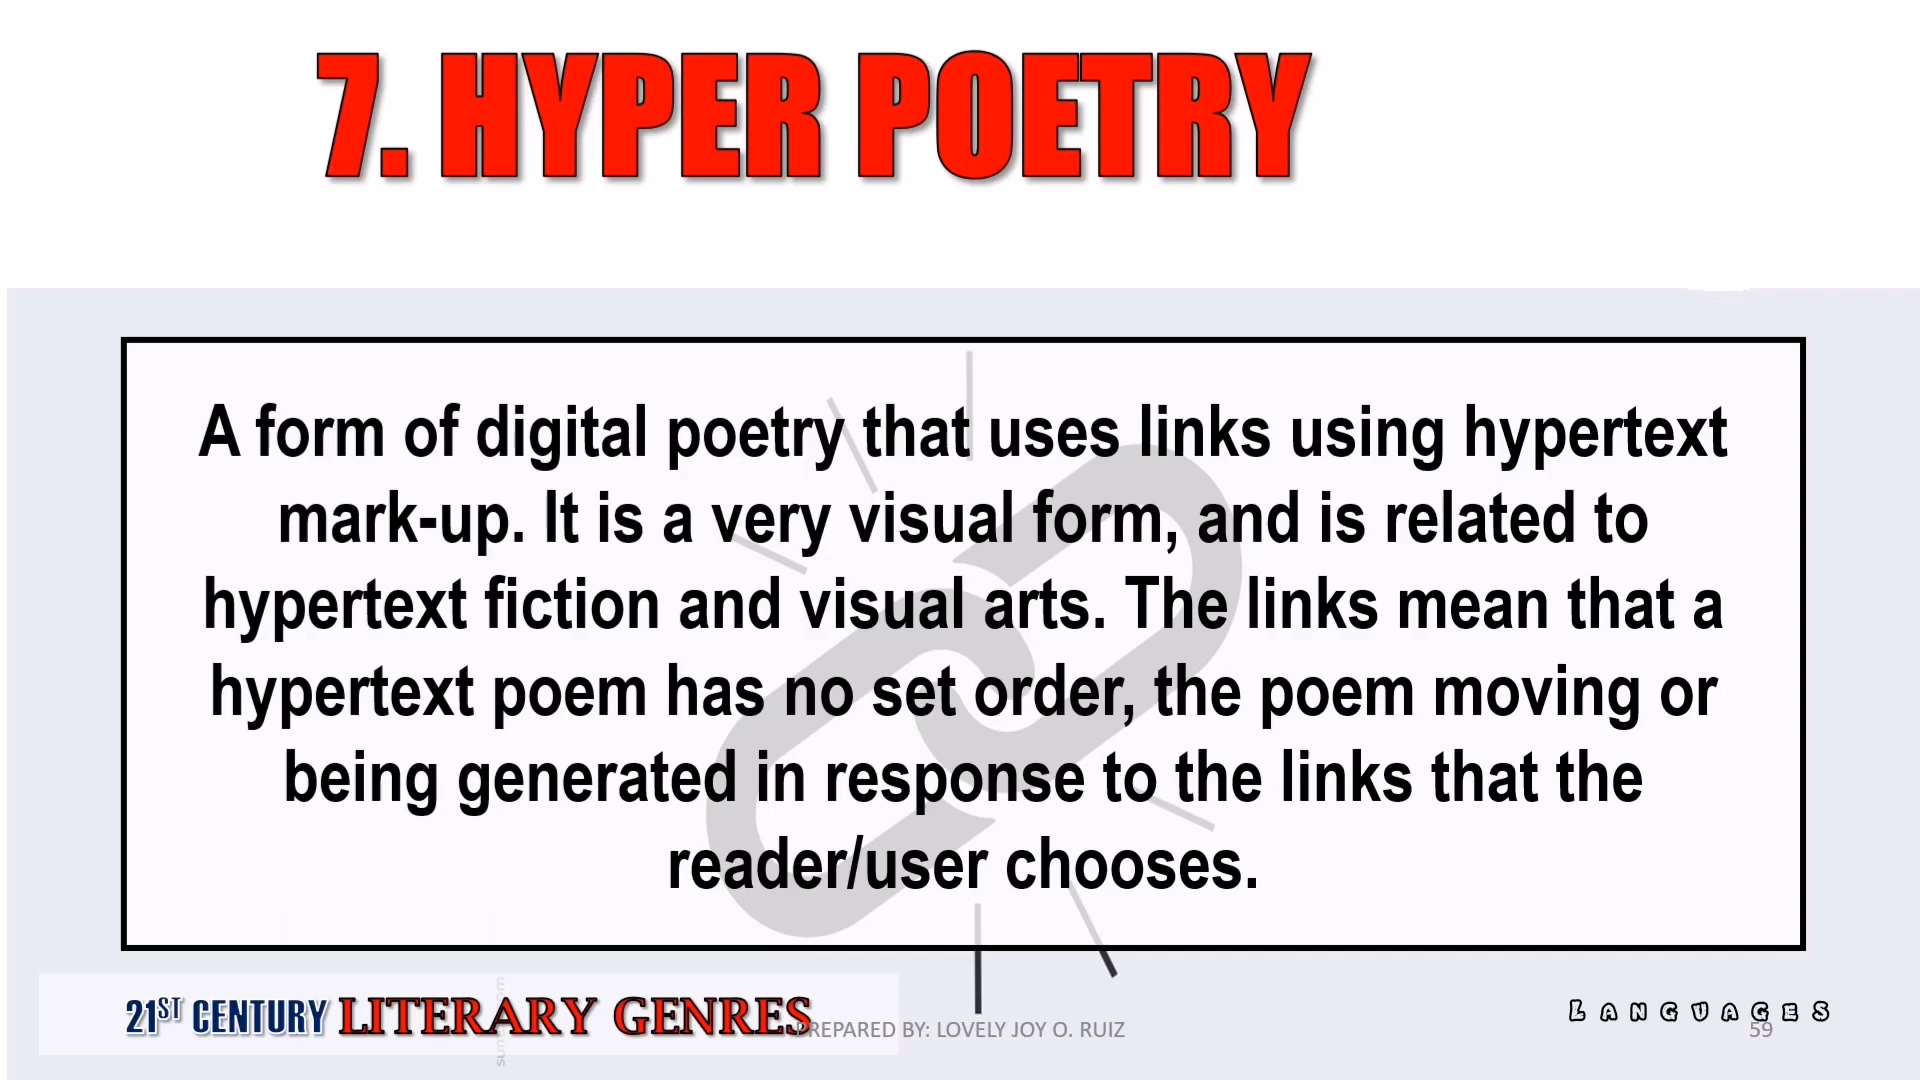 7. HYPER POETRY
A form of digital poetry that uses links using hypertext
mark-up. It is a very visual form, and is related to
hypertext fiction and visual arts. The links mean that a
hypertext poem has no set order, the poem moving or
being generated in response to the links that the
reader/user chooses.
21ST CENTURY LITERARY GENRES
PREPARED BY: LOVELY JOY O. RUIZ
LANGUAGES
59